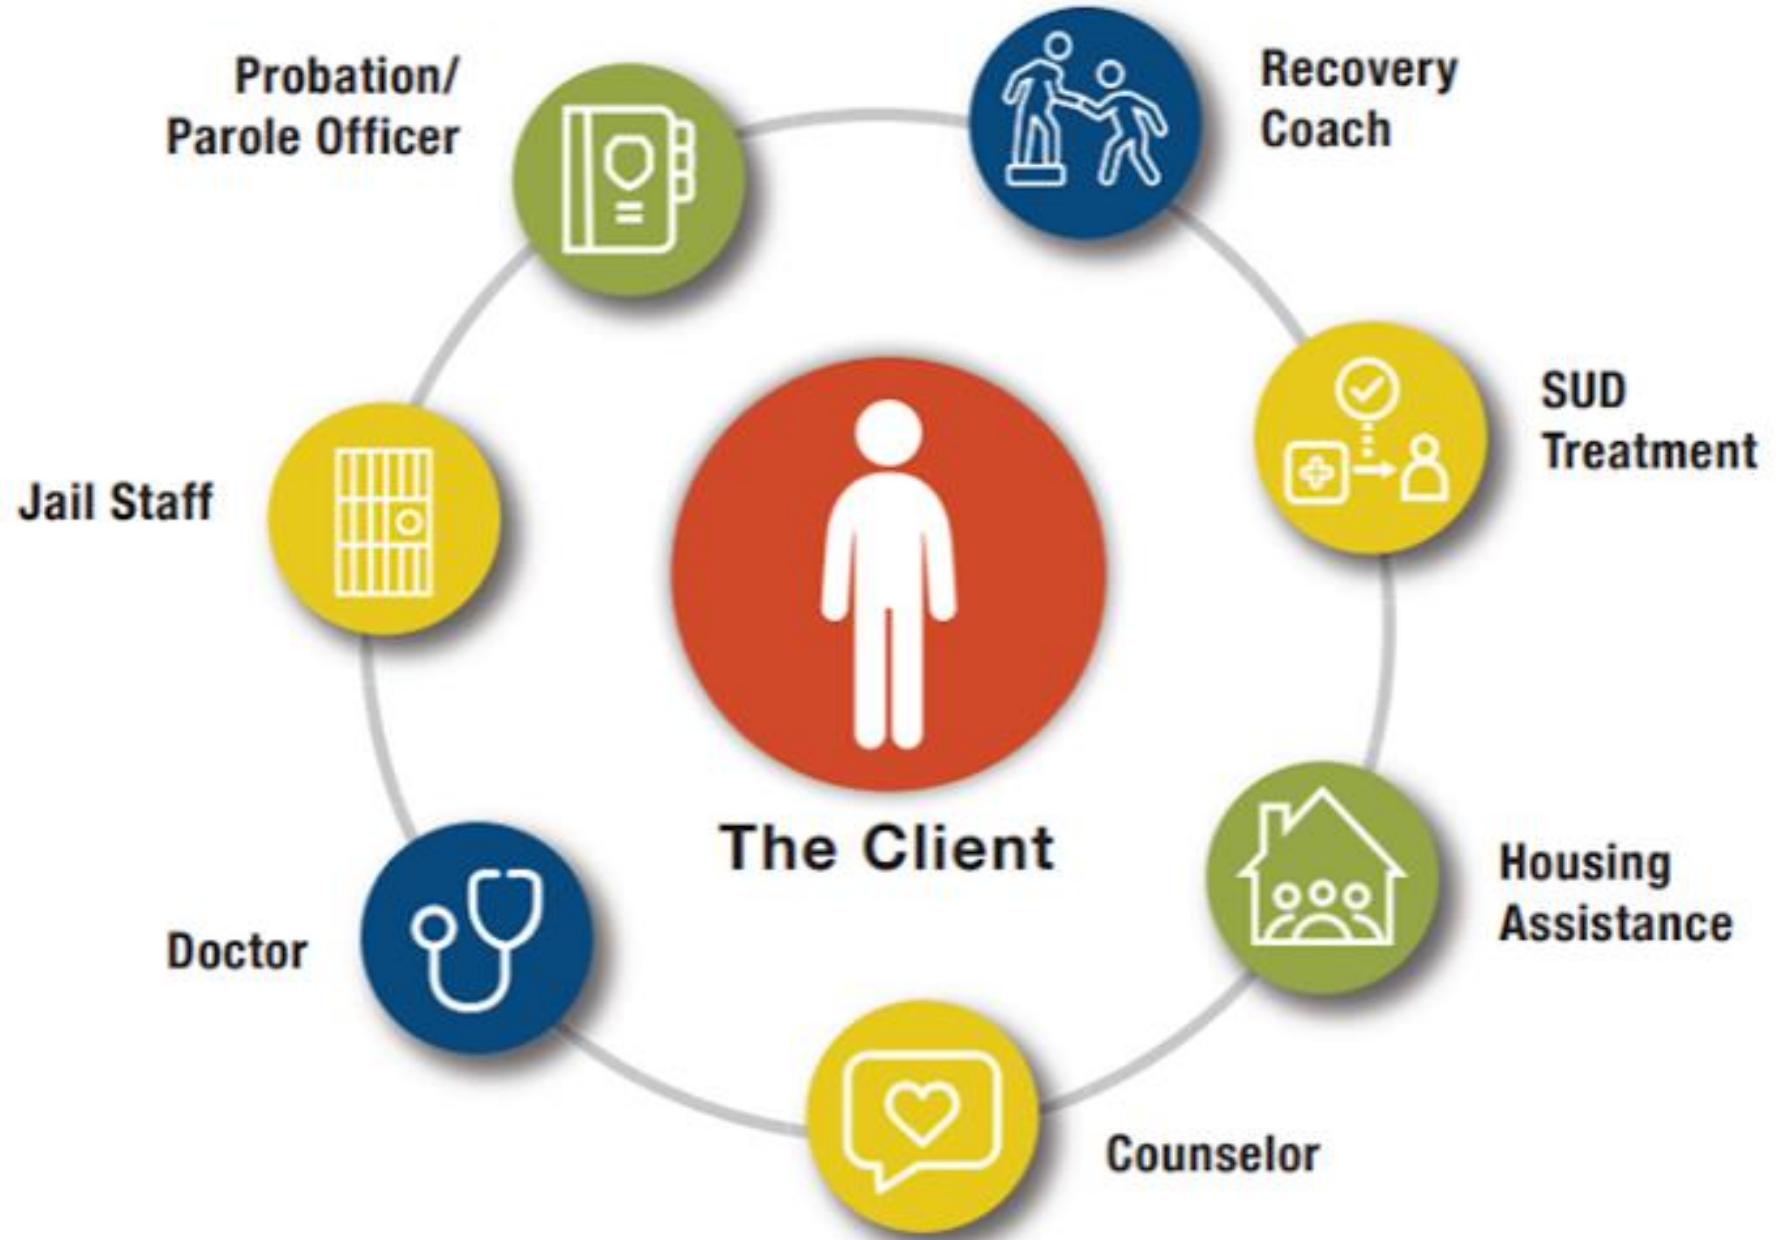 Probation/
Parole Officer
Recovery
Coach
SUD
Treatment
Jail Staff
The Client
Housing
Assistance
Doctor
Counselor